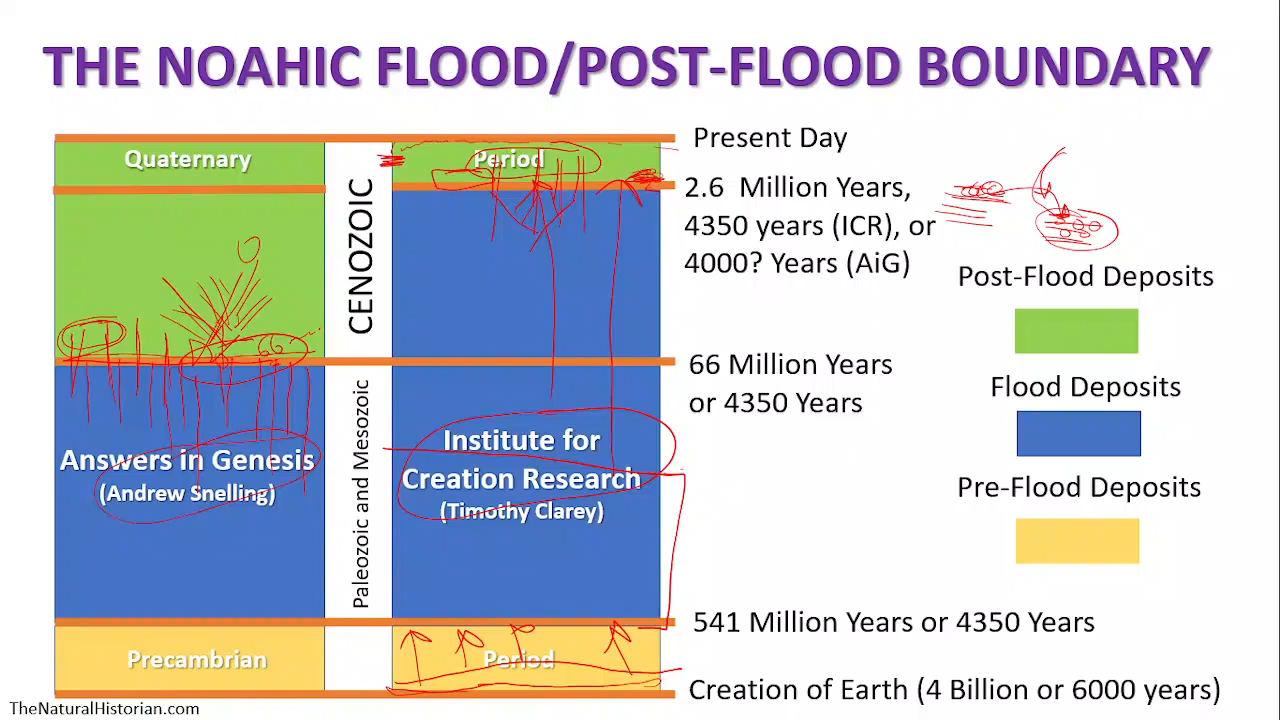 THE NOAHIC FLOOD/POST-FLOOD BOUNDARY
Quaternary
Answers in Genesis
(Andrew Snelling)
Precambrian
CENOZOIC
Paleozoic and Mesozoic
Period
Institute for
Creation Research
(Timothy Clarey)
Period
Present Day
2.6 Million Years,
4350 years (ICR), or
4000? Years (AiG)
66 Million Years
or 4350 Years
541 Million Years or 4350 Years
Creation of Earth (4 Billion or 6000 years)
Post-Flood Deposits
Flood Deposits
Pre-Flood Deposits
66
TheNaturalHistorian.com